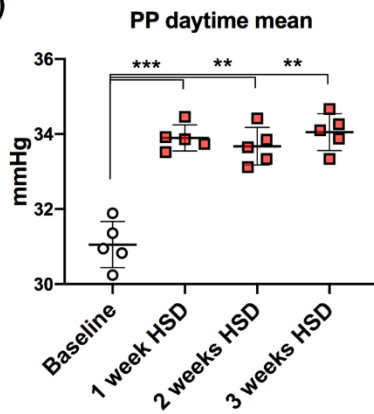 )
PP daytime mean
*** ** **
36
34
32
30
mmHg
Baseline
1 week HSD
2 weeks HSD
3 weeks HSD